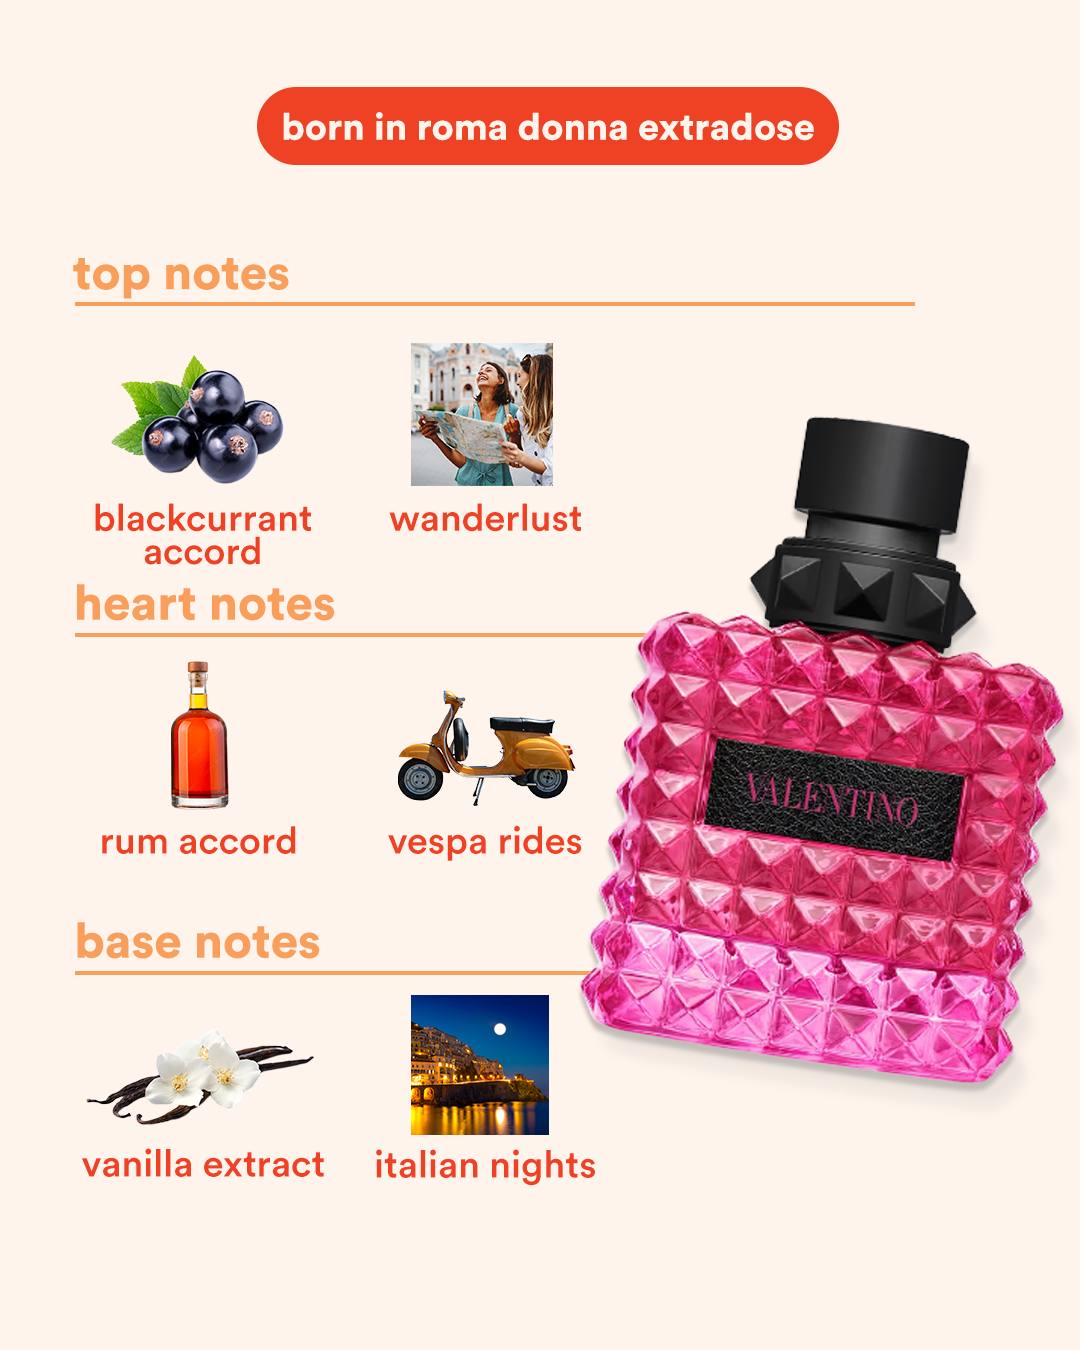 born in roma donna extradose
top notes
blackcurrant
accord
wanderlust
heart notes
rum accord
vespa rides
VALENTINO
base notes
vanilla extract
italian nights